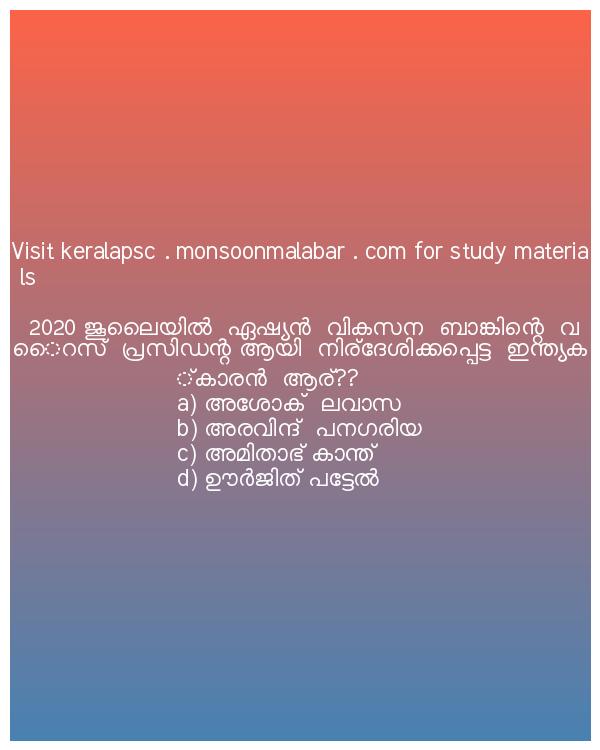 Visit keralapsc . monsoonmalabar . com for study materia
ls
2020 ജൂലൈയിൽ ഏഷ്യൻ വികസന ബാങ്കിന്റെ വ
ൈറസ് പ്രസിഡന്റ ആയി നിര്ദേശിക്കപ്പെട്ട ഇന്ത്യക
്കാരൻ ആര്??
a) അശോക് ലവാസ
b) അരവിന്ദ് പനഗരിയ
c) അമിതാഭ് കാന്ത്
d) ഊർജിത് പട്ടേൽ